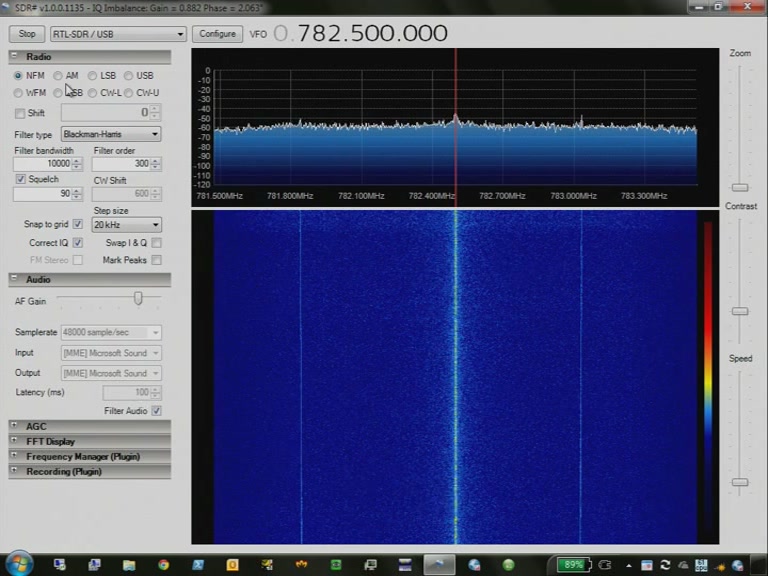 SDR# v1.0.0.1135 - IQ Imbalance: Gain = 0.882 Phase = 2.063°
Stop RTL-SDR / USB Configure VFO 0.782.500.000
Radio
NFM AM LSB USB
WFM CW-L CW-U
Shift 0
Filter type Blackman-Harris
Filter bandwidth Filter order
10000 300
Squelch CW Shift
90 600
Step size
Snap to grid 20 kHz
Correct IQ Swap I & Q
FM Stereo Mark Peaks
Audio
AF Gain
Samplerate 48000 sample/sec
Input [MME] Microsoft Sound
Output [MME] Microsoft Sound
Latency (ms) 100
Filter Audio
AGC
FFT Display
Frequency Manager (Plugin)
Recording (Plugin)
0
-10
-20
-30
-40
-50
-60
-70
-80
-90
-100
-110
-120
781.500MHz 781.800MHz 782.100MHz 782.400MHz 782.700MHz 783.000MHz 783.300MHz
Zoom
Contrast
Speed
89%